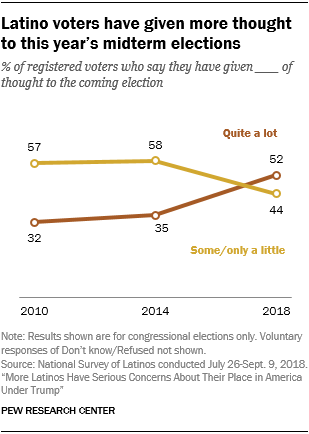 Latino voters have given more thought
to this year's midterm elections
% of registered voters who say they have given ___ of
thought to the coming election
Quite a lot
57
58
52
32
35
44
Some/only a little
2010
2014
2018
Note: Results shown are for congressional elections only. Voluntary
responses of Don't know/Refused not shown.
Source: National Survey of Latinos conducted July 26-Sept. 9, 2018.
"More Latinos Have Serious Concerns About Their Place in America
Under Trump"
PEW RESEARCH CENTER